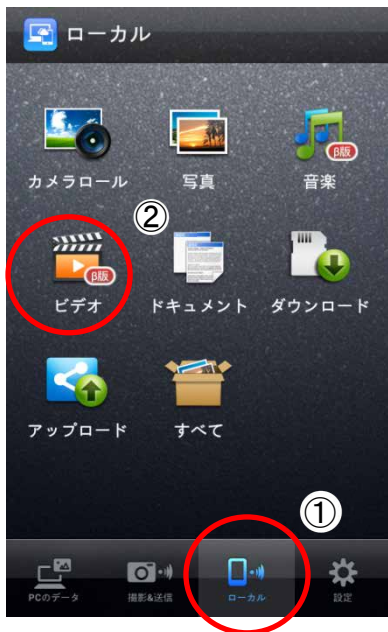 ローカル
カメラロール
写真
β版
音楽
②
β版
ビデオ
ドキュメント
ダウンロード
アップロード
すべて
①
PCのデータ
撮影&送信
ローカル
設定